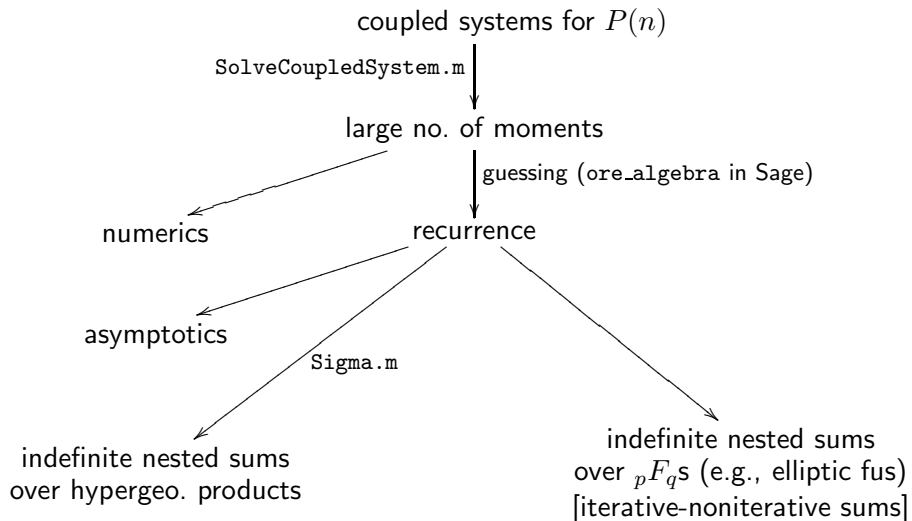 coupled systems for P(n)
SolveCoupledSystem.m
large no. of moments
guessing (ore_algebra in Sage)
numerics
recurrence
asymptotics
Sigma.m
indefinite nested sums
over hypergeo. products
indefinite nested sums
over pFqs (e.g., elliptic fus)
[iterative-noniterative sums]